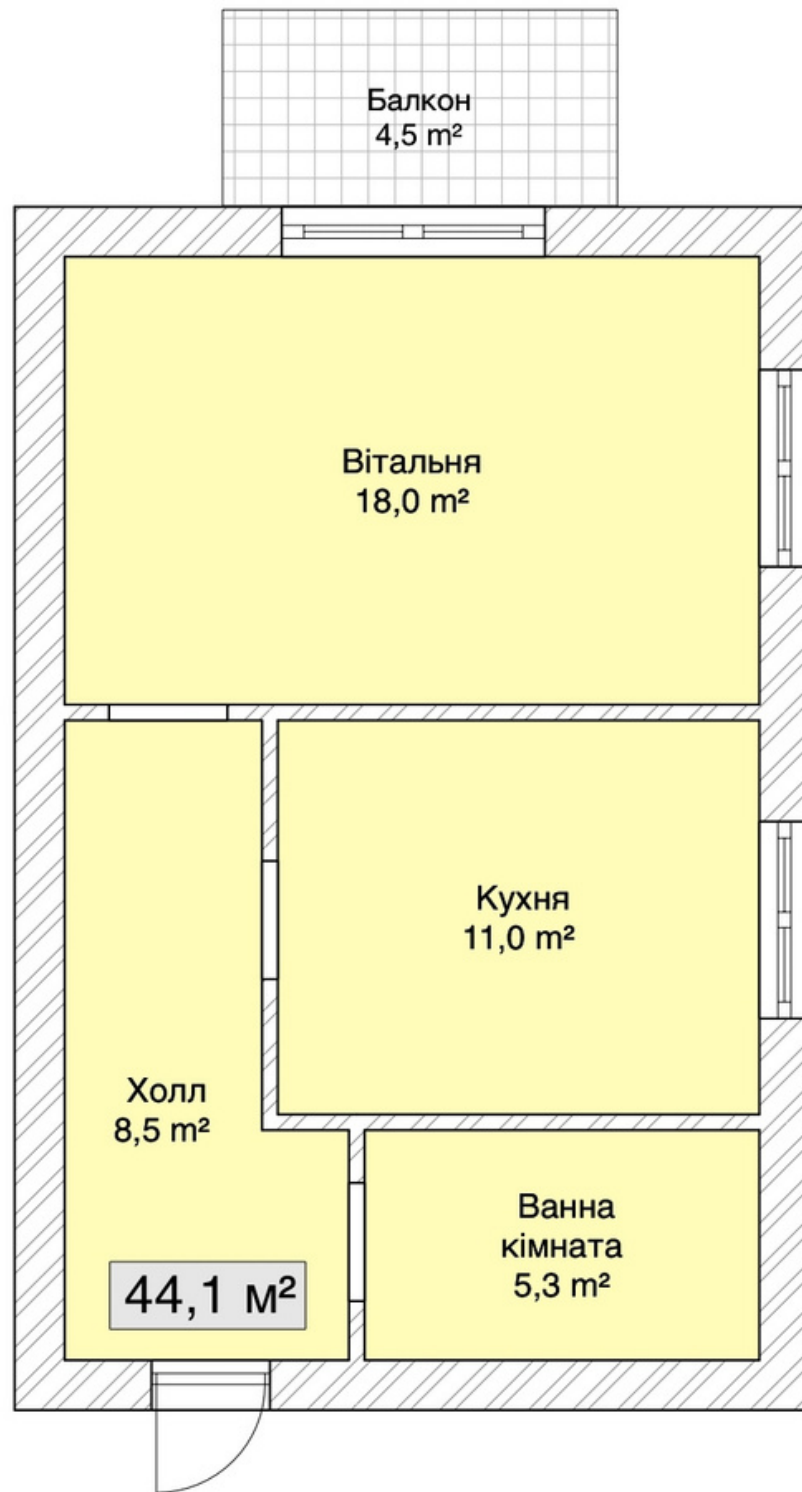 Балкон
4,5 m²
Вітальня
18,0 m²
Кухня
11,0 m²
Холл
8,5 m²
Ванна
кімната
5,3 m²
44,1 м²